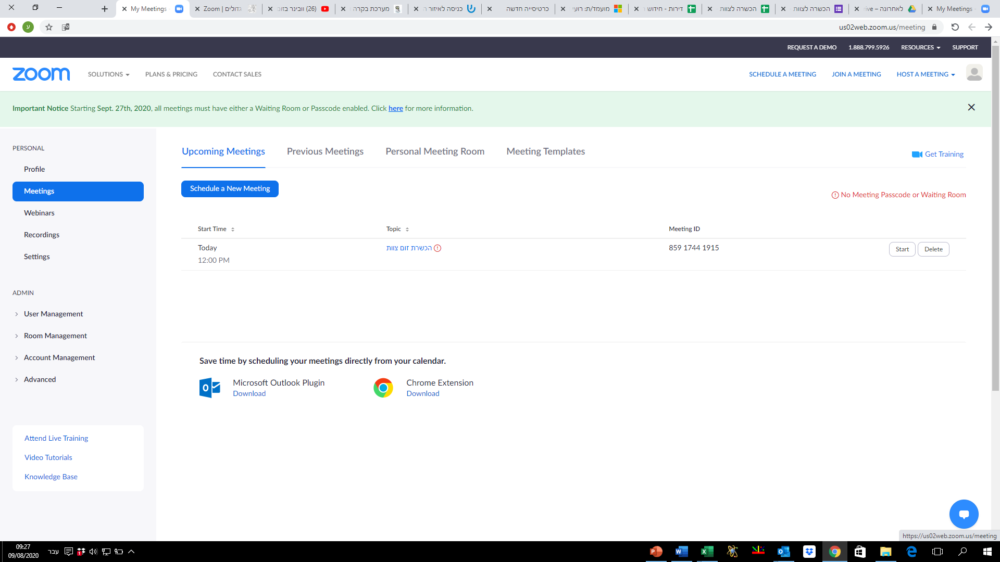 My Meetings
Zoom | גדולים
(26) וובינר בזום
מערכת בקרה
כניסה לאיזור
כרטיסייה חדשה
מועמד/ת: רועי
דירות - חידוש
הכשרה לצוות
הכשרה לצוות
לאחרונה – ive
My Meetings
ע
us02web.zoom.us/meeting
REQUEST A DEMO
1.888.799.5926
RESOURCES
SUPPORT
zoom
SOLUTIONS
PLANS & PRICING
CONTACT SALES
SCHEDULE A MEETING
JOIN A MEETING
HOST A MEETING
Important Notice Starting Sept. 27th, 2020, all meetings must have either a Waiting Room or Passcode enabled. Click here for more information.
PERSONAL
Profile
Meetings
Webinars
Recordings
Settings
ADMIN
User Management
Room Management
Account Management
Advanced
Attend Live Training
Video Tutorials
Knowledge Base
Upcoming Meetings
Previous Meetings
Personal Meeting Room
Meeting Templates
Get Training
Schedule a New Meeting
No Meeting Passcode or Waiting Room
Start Time
Topic
Meeting ID
Today
12:00 PM
הכשרת זום צוות
859 1744 1915
Start
Delete
Save time by scheduling your meetings directly from your calendar.
Microsoft Outlook Plugin
Download
Chrome Extension
Download
https://us02web.zoom.us/meeting
09:27
09/08/2020
עבר